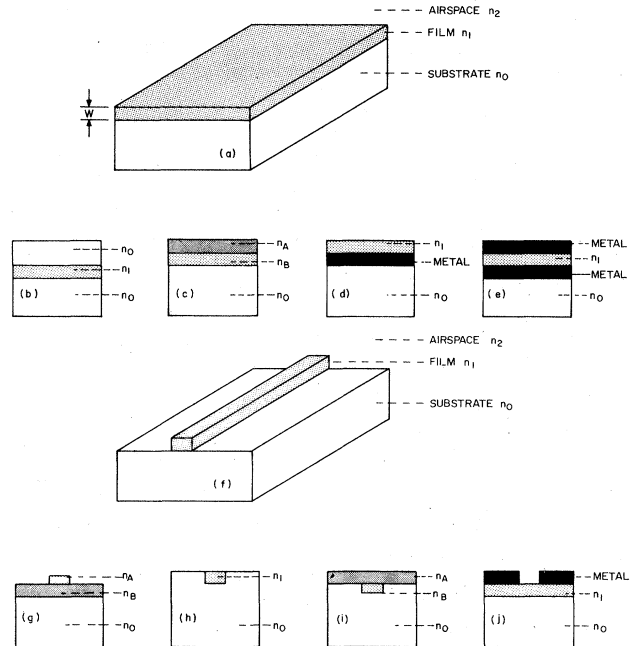 AIRSPACE n2
FILM n1
SUBSTRATE n0
W
(a)
n0
n1
(b)
n0
nA
nB
(c)
n0
n1
METAL
(d)
n0
METAL
n1
METAL
(e)
n0
AIRSPACE n2
FILM n1
SUBSTRATE n0
(f)
nA
nB
(g)
n0
n1
(h)
n0
nA
nB
(i)
n0
METAL
n1
(j)
n0